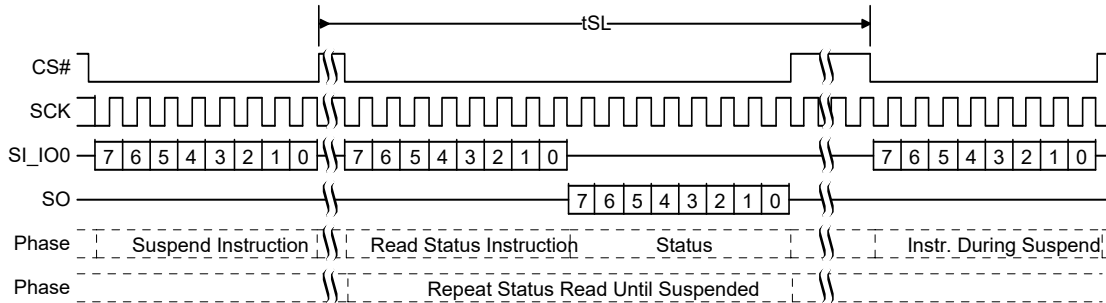 tSL
CS#
SCK
SI_IO0 7 6 5 4 3 2 1 0 7 6 5 4 3 2 1 0 7 6 5 4 3 2 1 0
SO 7 6 5 4 3 2 1 0
Phase Suspend Instruction Read Status Instruction Status Instr. During Suspend
Phase Repeat Status Read Until Suspended